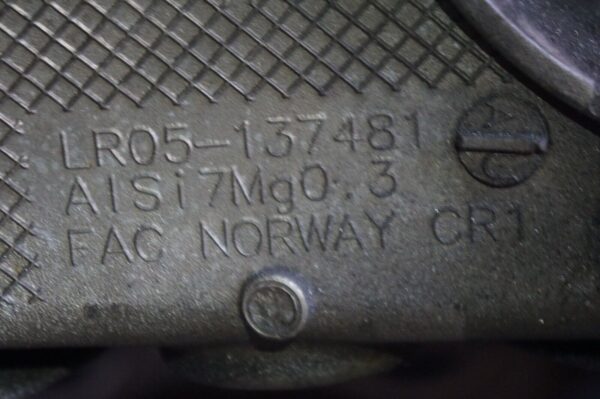 LR05-137481
AlSi7Mg0.3
FAC NORWAY CR1